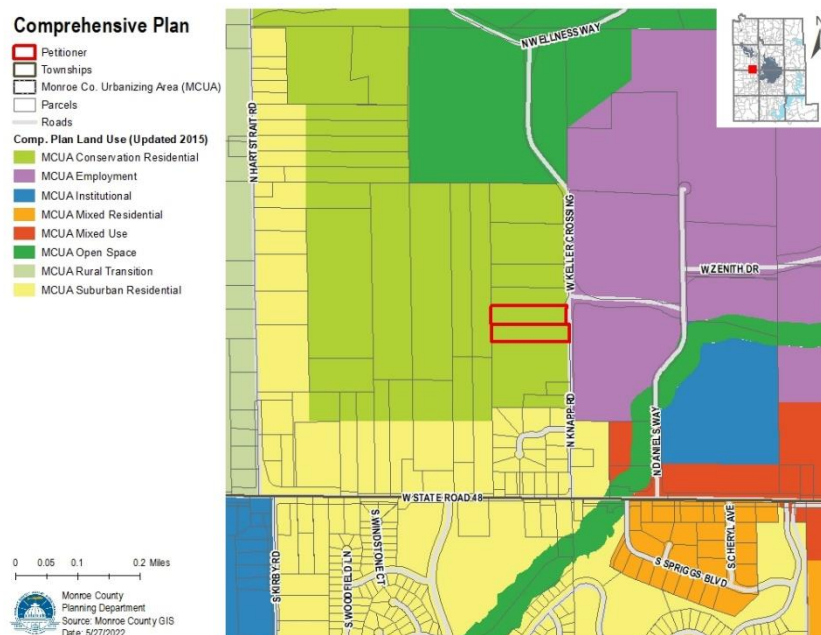 Comprehensive Plan
Petitioner
Townships
Monroe Co. Urbanizing Area (MCUA)
Parcels
Roads
Comp. Plan Land Use (Updated 2015)
MCUA Conservation Residential
MCUA Employment
MCUA Institutional
MCUA Mixed Residential
MCUA Mixed Use
MCUA Open Space
MCUA Rural Transition
MCUA Suburban Residential
N WELLNESS WAY
N
N HARTSTRAIT RD
W KELLER CROSSING
W ZENITH DR
N KNAPP RD
N DANIELS WAY
W STATE ROAD 48
S KIRBY RD
S WOODFIELD LN
S WINDSTONE CT
S SPRIGGS BLVD
S CHERYL AVE
0 0.05 0.1 0.2 Miles
Monroe County
Planning Department
Source: Monroe County GIS
Date: 5/27/2022